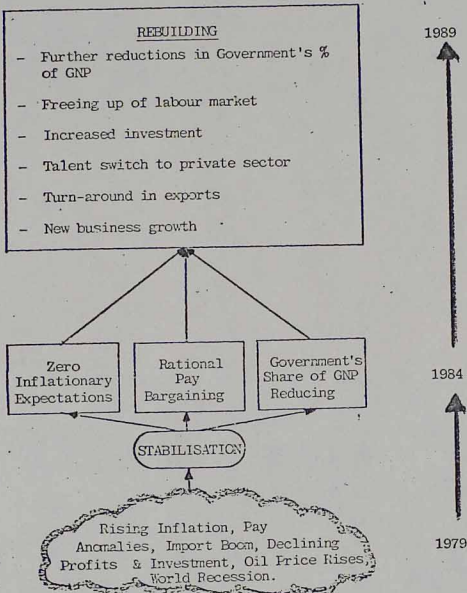 REBUILDING
- Further reductions in Government's %
of GNP
- Freeing up of labour market
- Increased investment
- Talent switch to private sector
- Turn-around in exports
- New business growth
1989
Zero
Inflationary
Expectations
Rational
Pay
Bargaining
Government's
Share of GNP
Reducing
1984
STABILISATION
Rising Inflation, Pay
Anomalies, Import Boom, Declining
Profits & Investment, Oil Price Rises,
World Recession.
1979